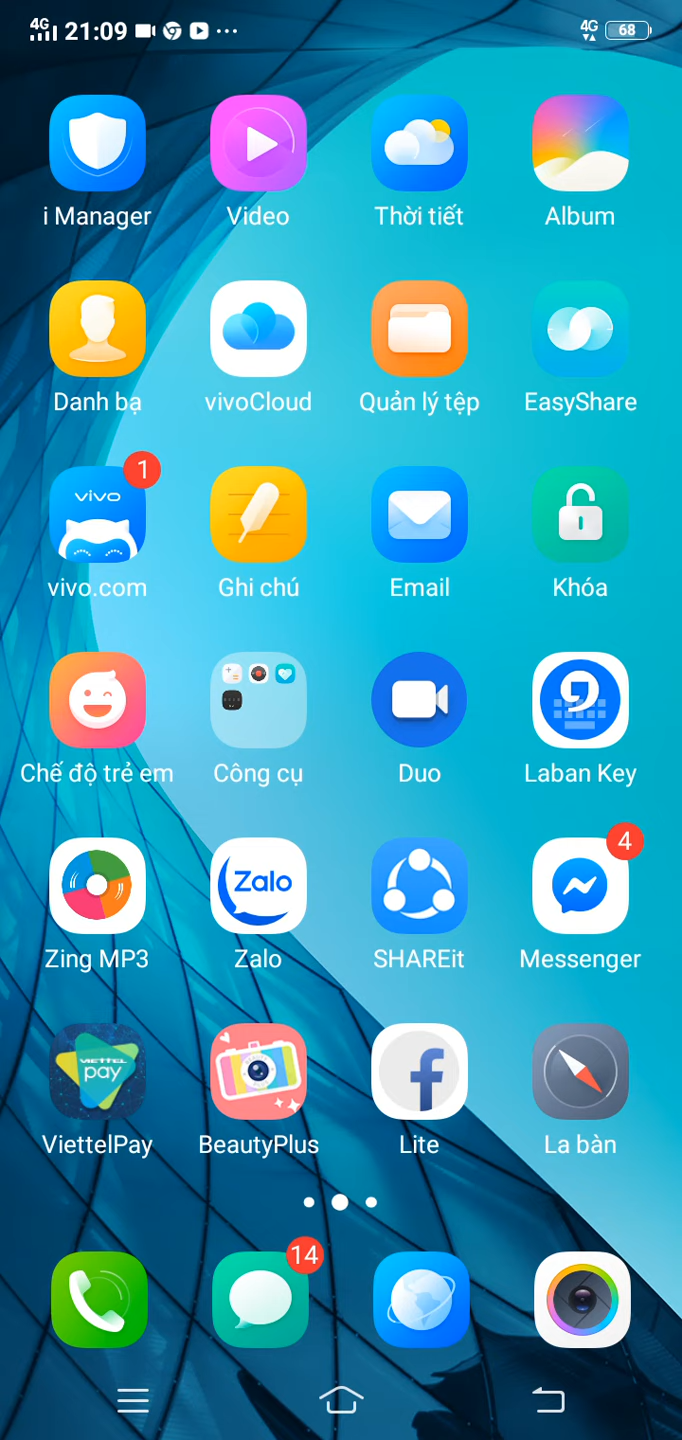 4G 21:09 4G 68
i Manager Video Thời tiết Album
Danh bạ vivoCloud Quản lý tệp EasyShare
1
vivo
vivo.com Ghi chú Email Khóa
Chế độ trẻ em Công cụ Duo Laban Key
4
Zalo
Zing MP3 Zalo SHAREit Messenger
VIETTEL
pay
ViettelPay BeautyPlus Lite La bàn
14